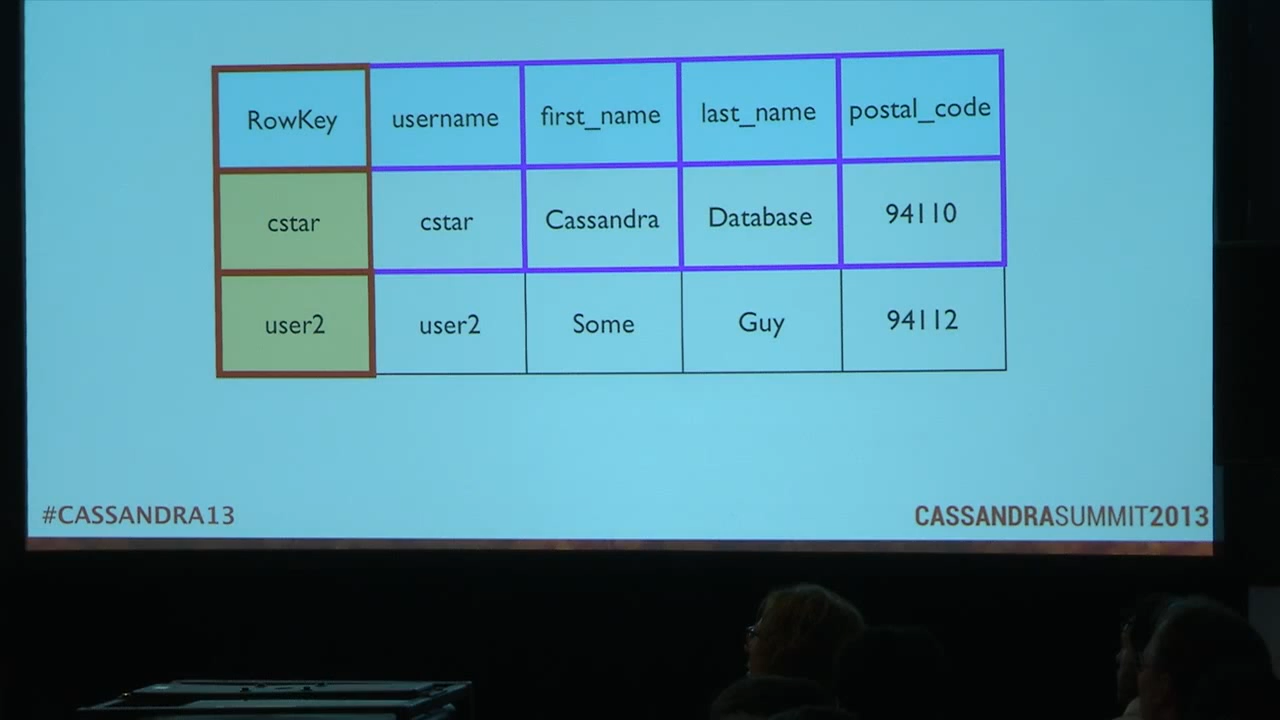 RowKey username first_name last_name postal_code
cstar cstar Cassandra Database 94110
user2 user2 Some Guy 94112
#CASSANDRA13 CASSANDRASUMMIT2013